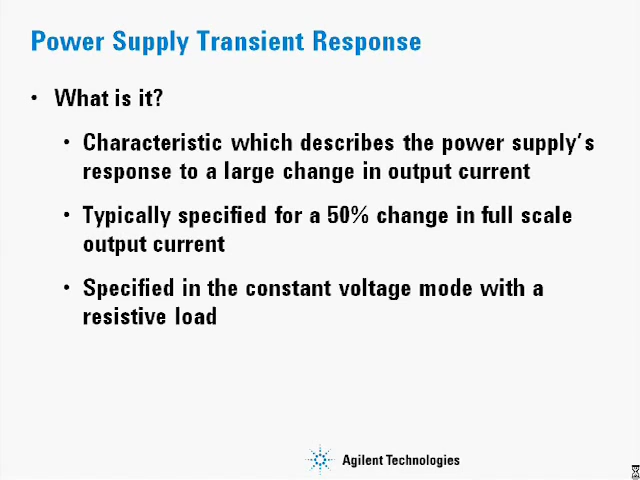 Power Supply Transient Response
• What is it?
• Characteristic which describes the power supply's
response to a large change in output current
• Typically specified for a 50% change in full scale
output current
• Specified in the constant voltage mode with a
resistive load
Agilent Technologies